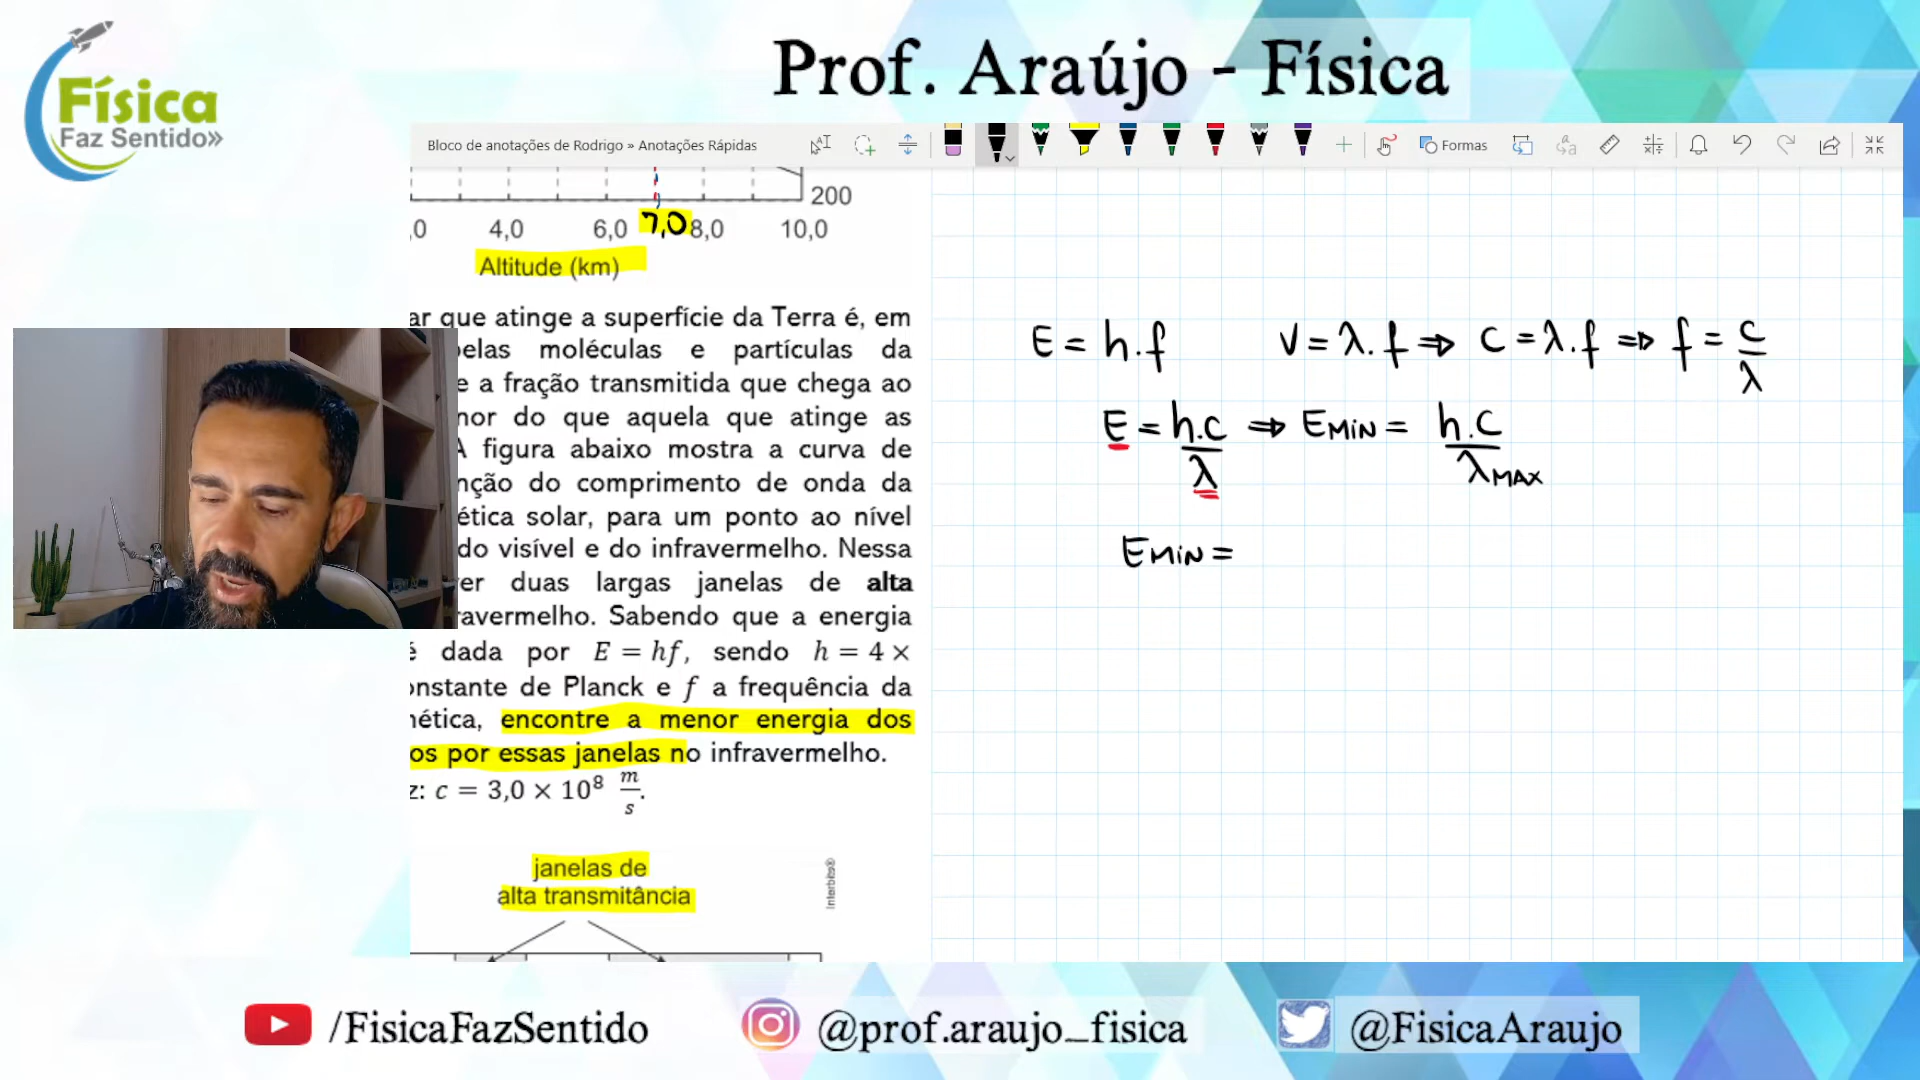 Prof. Araújo - Física
Física
Faz Sentido»
Bloco de anotações de Rodrigo » Anotações Rápidas
Formas
200
,0 4,0 6,0 7,0 8,0 10,0
Altitude (km)
ar que atinge a superfície da Terra é, em
pelas moléculas e partículas da
e a fração transmitida que chega ao
nor do que aquela que atinge as
A figura abaixo mostra a curva de
nção do comprimento de onda da
ética solar, para um ponto ao nível
do visível e do infravermelho. Nessa
er duas largas janelas de alta
ravermelho. Sabendo que a energia
é dada por E = hf, sendo h = 4 ×
onstante de Planck e f a frequência da
nética, encontre a menor energia dos
os por essas janelas no infravermelho.
z: c = 3,0 × 10⁸ m/s.
janelas de
alta transmitância
Interbits®
E = h.f V = λ.f ⇒ C = λ.f ⇒ f = C/λ
E = h.c/λ ⇒ EMIN = h.C/λMAX
EMIN =
/FisicaFazSentido
@prof.araujo_fisica
@FisicaAraujo